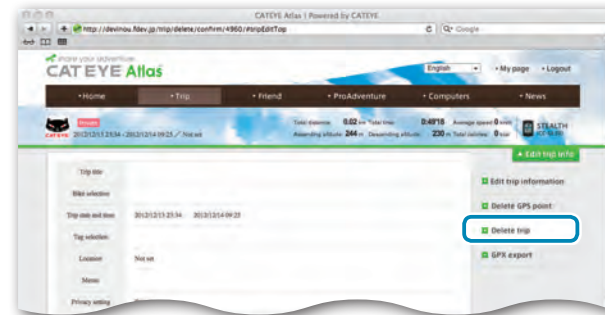 CATEYE Atlas | Powered by CATEYE
http://devinou.fdev.jp/trip/delete/confirm/4960/#tripEditTop
Google
share your adventure
CATEYE Atlas
English
My page
Logout
Home
Trip
Friend
ProAdventure
Computers
News
Private
Total distance 0.02 km Total time 0:49'18 Average speed 0 km/h
2012/12/13 23:34 - 2012/12/14 09:25 / Not set
Ascending altitude 244 m Descending altitude 230 m Total calories 0 kcal
STEALTH
Edit trip info
Trip title
Bike selection
Trip date and time 2012/12/13 23:34 2012/12/14 09:25
Tag selection
Location Not set
Memo
Privacy setting
Edit trip information
Delete GPS point
Delete trip
GPX export